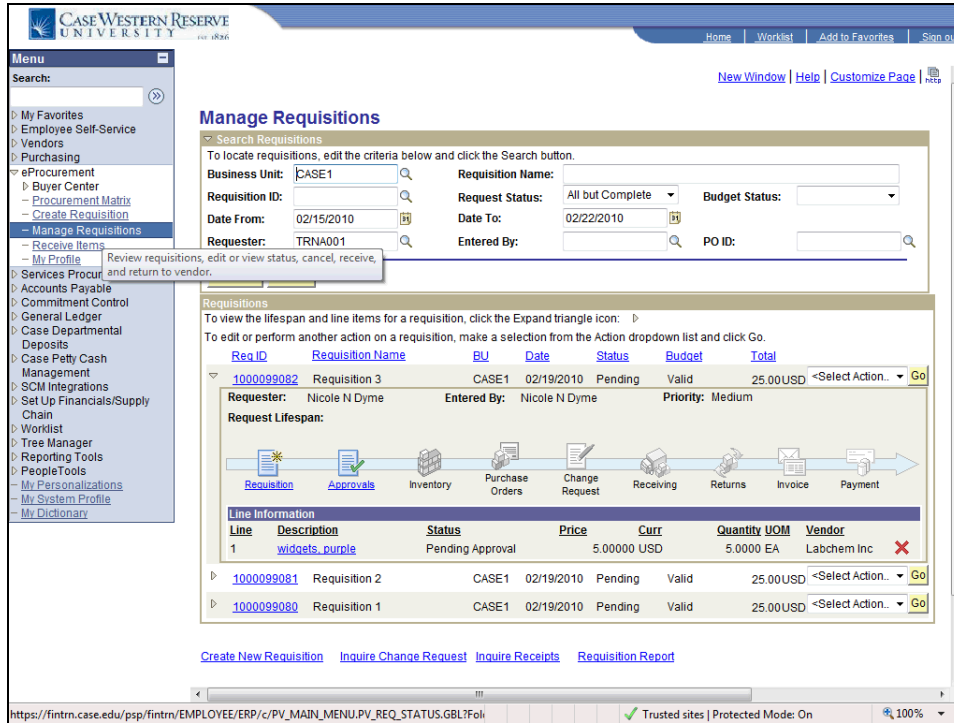 CASE WESTERN RESERVE
UNIVERSITY EST. 1826
Home Worklist Add to Favorites Sign ou
Menu
Search:
My Favorites
Employee Self-Service
Vendors
Purchasing
eProcurement
Buyer Center
Procurement Matrix
Create Requisition
Manage Requisitions
Receive Items
My Profile
Services Procur
Accounts Payable
Commitment Control
General Ledger
Case Departmental
Deposits
Case Petty Cash
Management
SCM Integrations
Set Up Financials/Supply
Chain
Worklist
Tree Manager
Reporting Tools
PeopleTools
My Personalizations
My System Profile
My Dictionary
New Window | Help | Customize Page | http
Manage Requisitions
Search Requisitions
To locate requisitions, edit the criteria below and click the Search button.
Business Unit: CASE1 Requisition Name:
Requisition ID: Request Status: All but Complete Budget Status:
Date From: 02/15/2010 Date To: 02/22/2010
Requester: TRNA001 Entered By: PO ID:
Review requisitions, edit or view status, cancel, receive,
and return to vendor.
Requisitions
To view the lifespan and line items for a requisition, click the Expand triangle icon:
To edit or perform another action on a requisition, make a selection from the Action dropdown list and click Go.
Req ID Requisition Name BU Date Status Budget Total
1000099082 Requisition 3 CASE1 02/19/2010 Pending Valid 25.00 USD <Select Action.. Go
Requester: Nicole N Dyme Entered By: Nicole N Dyme Priority: Medium
Request Lifespan:
Requisition Approvals Inventory Purchase Orders Change Request Receiving Returns Invoice Payment
Line Information
Line Description Status Price Curr Quantity UOM Vendor
1 widgets, purple Pending Approval 5.00000 USD 5.0000 EA Labchem Inc
1000099081 Requisition 2 CASE1 02/19/2010 Pending Valid 25.00 USD <Select Action.. Go
1000099080 Requisition 1 CASE1 02/19/2010 Pending Valid 25.00 USD <Select Action.. Go
Create New Requisition Inquire Change Request Inquire Receipts Requisition Report
https://fintrn.case.edu/psp/fintrn/EMPLOYEE/ERP/c/PV_MAIN_MENU.PV_REQ_STATUS.GBL?Fol Trusted sites | Protected Mode: On 100%